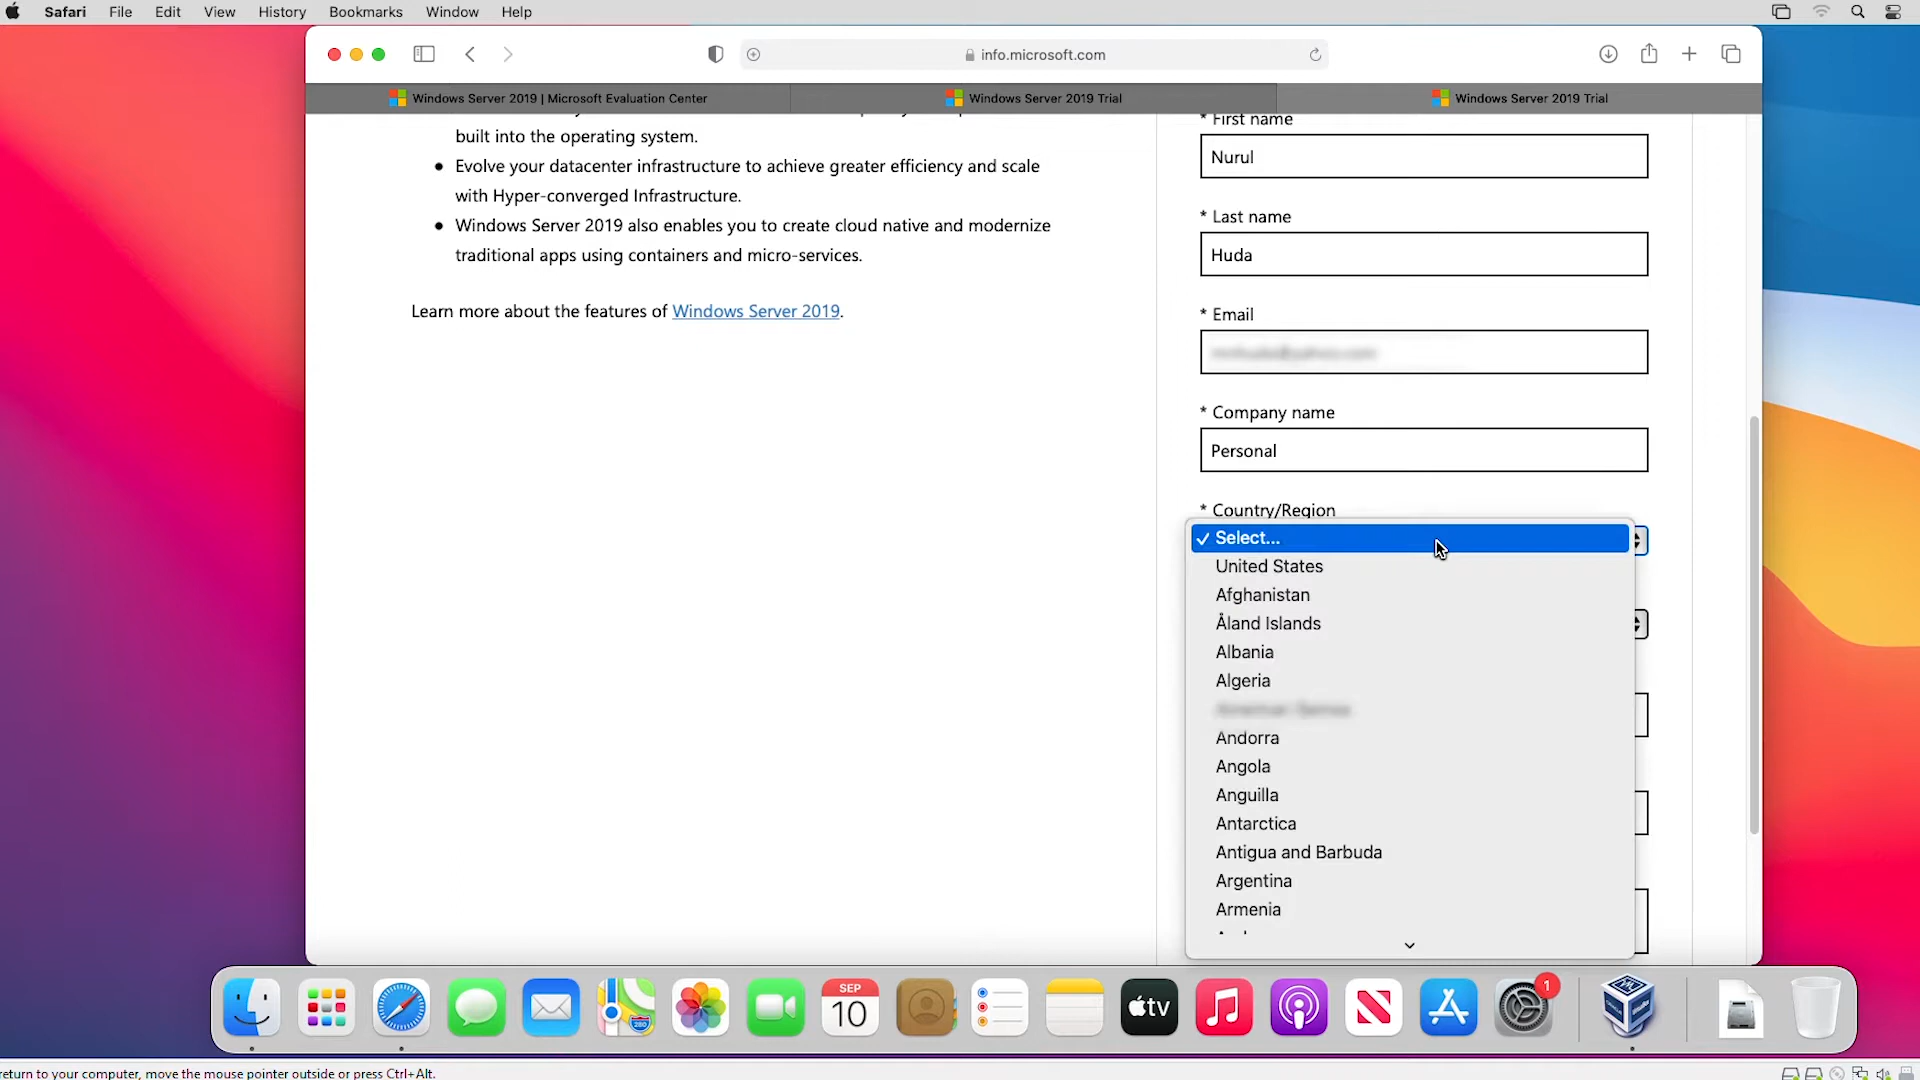 Safari File Edit View History Bookmarks Window Help
info.microsoft.com
Windows Server 2019 | Microsoft Evaluation Center
Windows Server 2019 Trial
Windows Server 2019 Trial
built into the operating system.
Evolve your datacenter infrastructure to achieve greater efficiency and scale
with Hyper-converged Infrastructure.
Windows Server 2019 also enables you to create cloud native and modernize
traditional apps using containers and micro-services.
Learn more about the features of Windows Server 2019.
* First name
Nurul
* Last name
Huda
* Email
* Company name
Personal
* Country/Region
✓ Select...
United States
Afghanistan
Åland Islands
Albania
Algeria
Andorra
Angola
Anguilla
Antarctica
Antigua and Barbuda
Argentina
Armenia
280
SEP
10
tv
1
return to your computer, move the mouse pointer outside or press Ctrl+Alt.